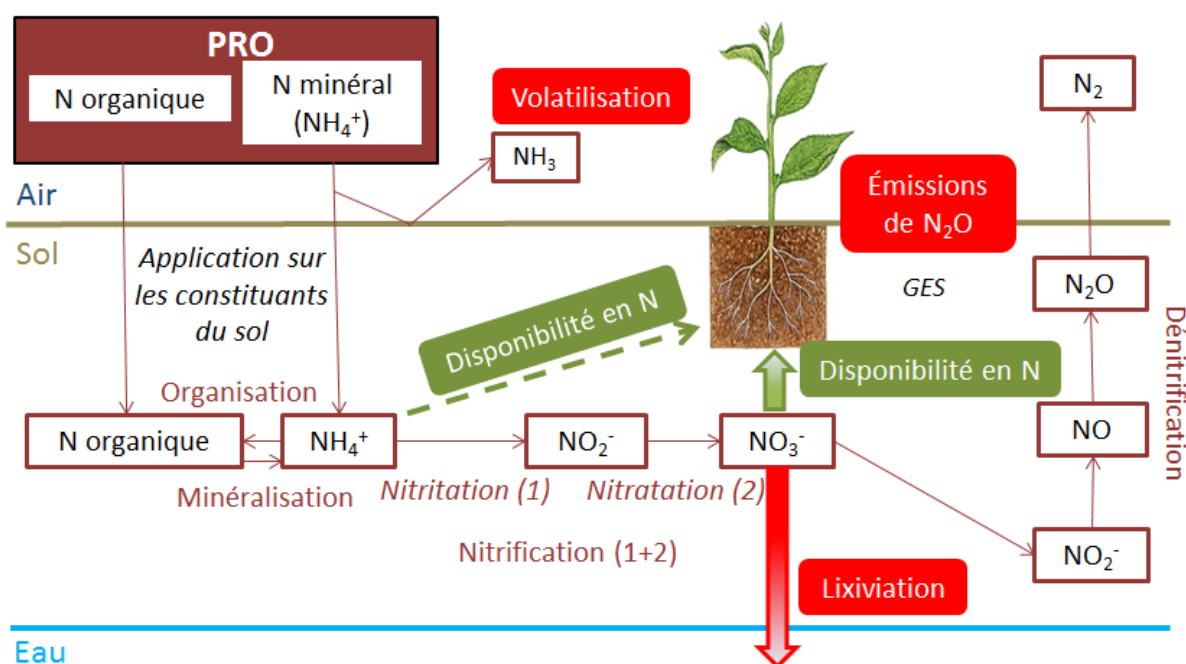 PRO
N organique
N minéral
(NH₄⁺)
Volatilisation
NH₃
N₂
Air
Émissions
de N₂O
Sol
Application sur
les constituants
du sol
Disponibilité en N
GES
N₂O
Dénitrification
Disponibilité en N
Organisation
N organique
NH₄⁺
NO₂⁻
NO₃⁻
NO
Minéralisation
Nitritation (1)
Nitratation (2)
Nitrification (1+2)
NO₂⁻
Lixiviation
Eau